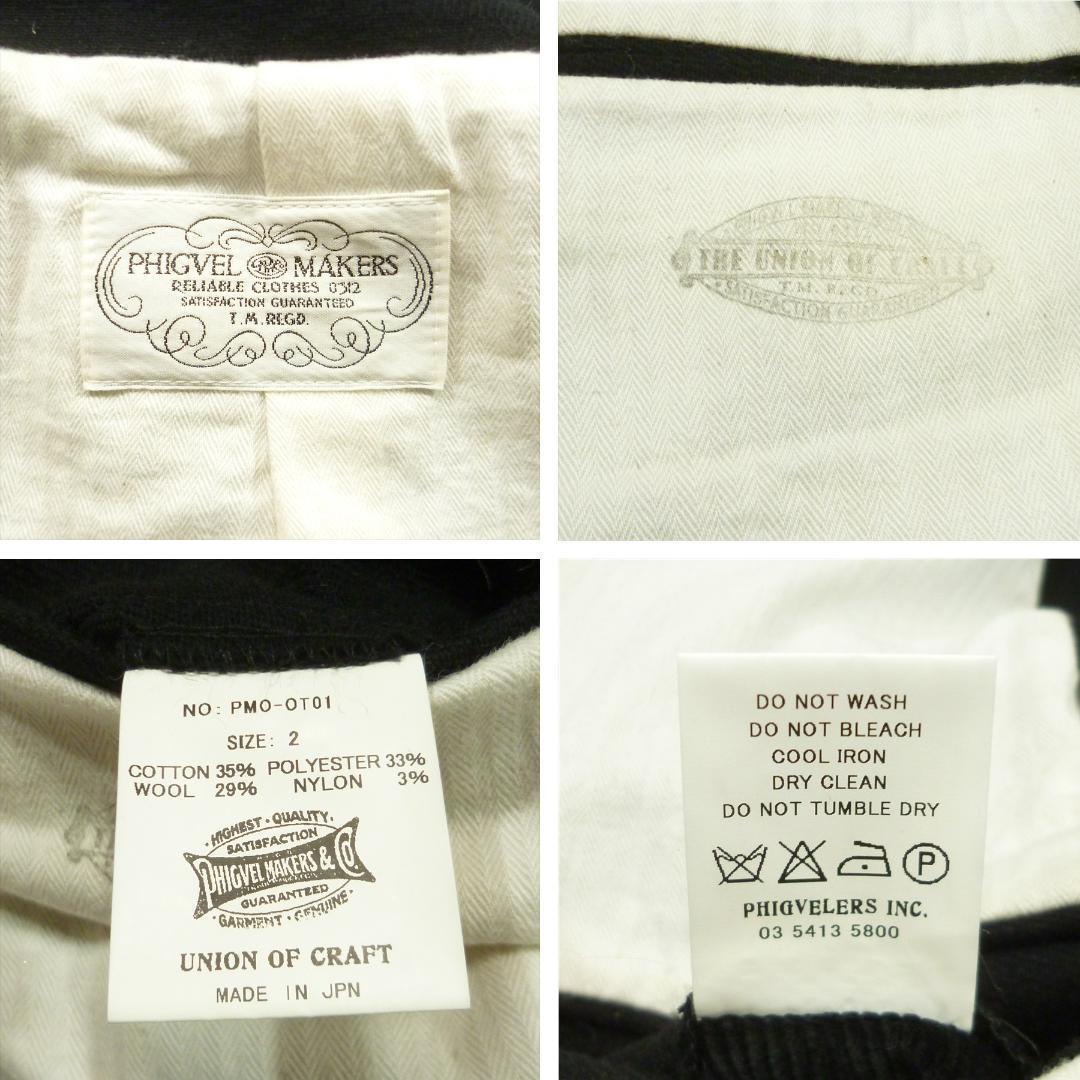 PHIGVEL PMK MAKERS
RELIABLE CLOTHES 0312
SATISFACTION GUARANTEED
T.M.REGD.
THE UNION OF
T.M. REGD
SATISFACTION
NO: PMO-OT01
SIZE: 2
COTTON 35% POLYESTER 33%
WOOL 29% NYLON 3%
HIGHEST · QUALITY.
SATISFACTION
PHIGVEL MAKERS & Co.
GUARANTEED
· GARMENT · GENUINE ·
UNION OF CRAFT
MADE IN JPN
DO NOT WASH
DO NOT BLEACH
COOL IRON
DRY CLEAN
DO NOT TUMBLE DRY
P
PHIGVELERS INC.
03 5413 5800